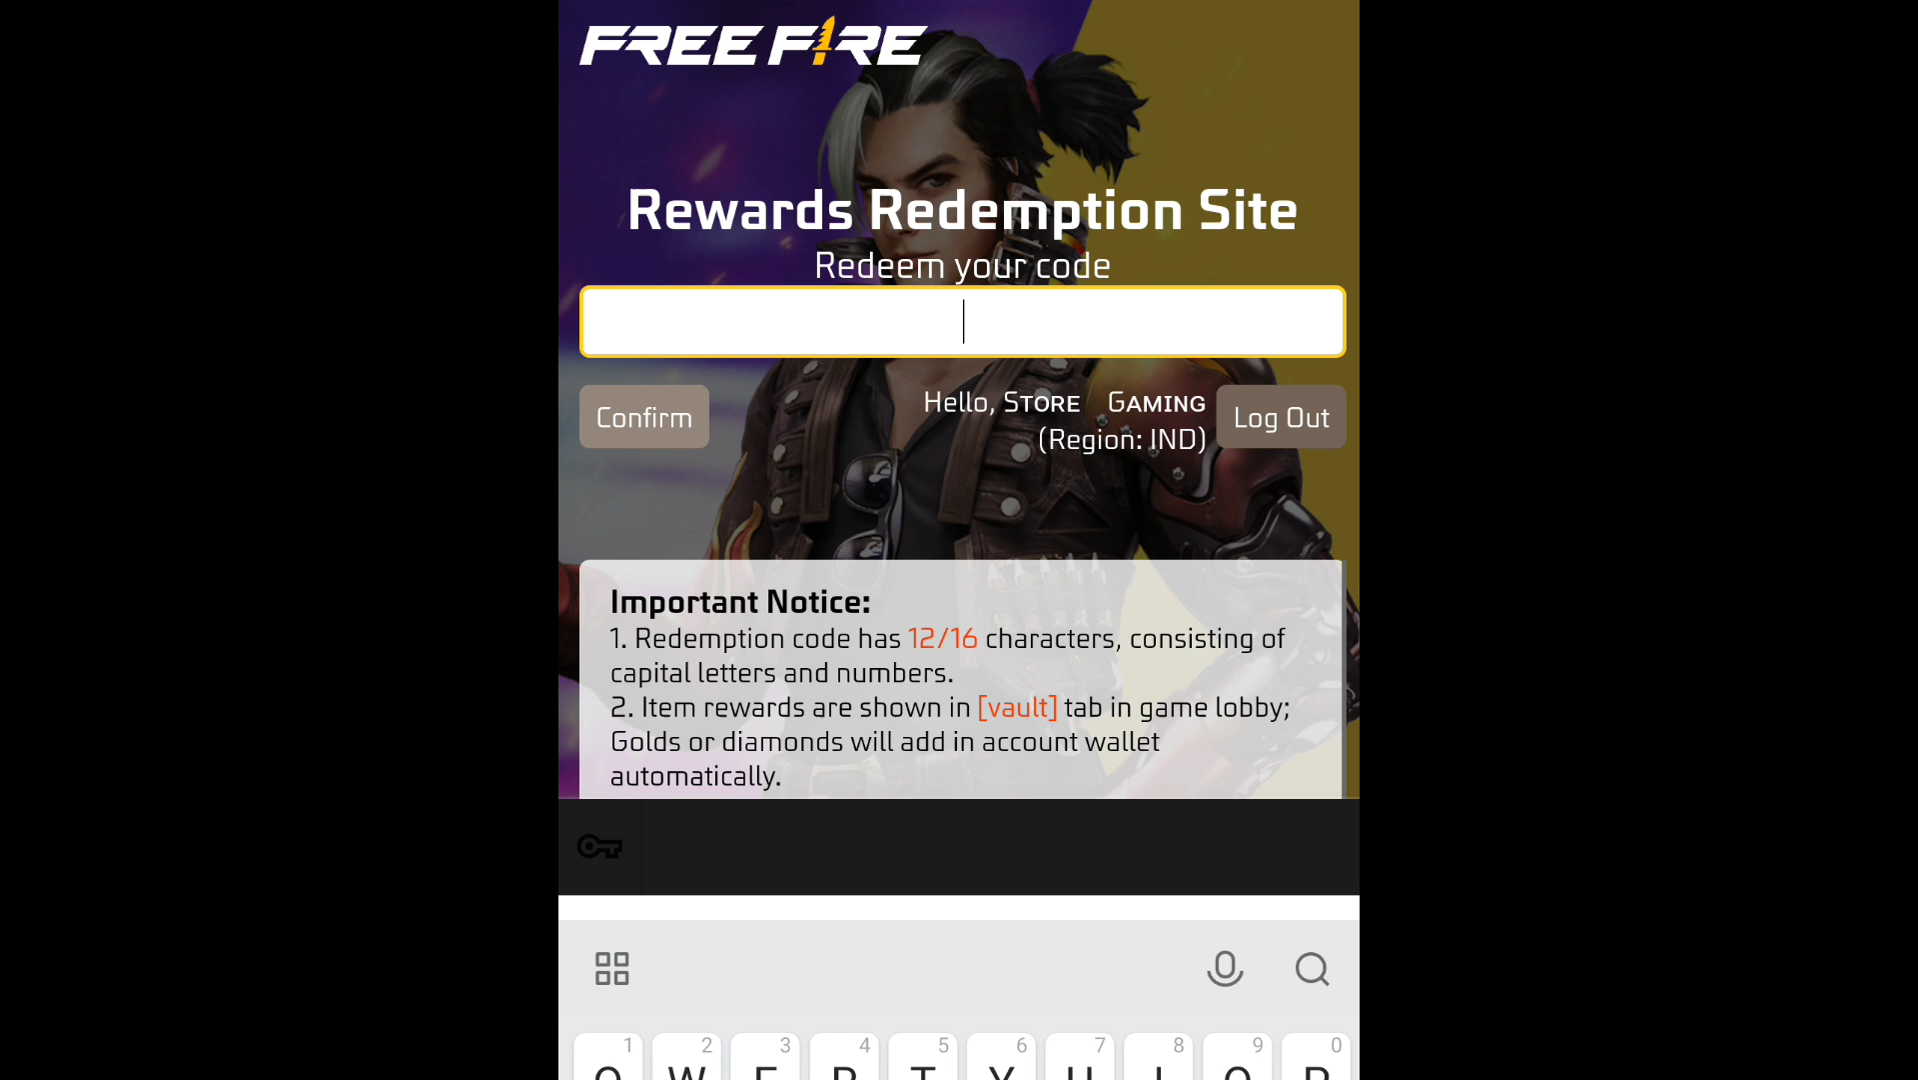 FREE FIRE
Rewards Redemption Site
Redeem your code
Confirm
Hello, Sᴛᴏʀᴇ Gᴀᴍɪɴɢ
(Region: IND)
Log Out
Important Notice:
1. Redemption code has 12/16 characters, consisting of
capital letters and numbers.
2. Item rewards are shown in [vault] tab in game lobby;
Golds or diamonds will add in account wallet
automatically.
1 2 3 4 5 6 7 8 9 0
Q W E R T Y U I O P